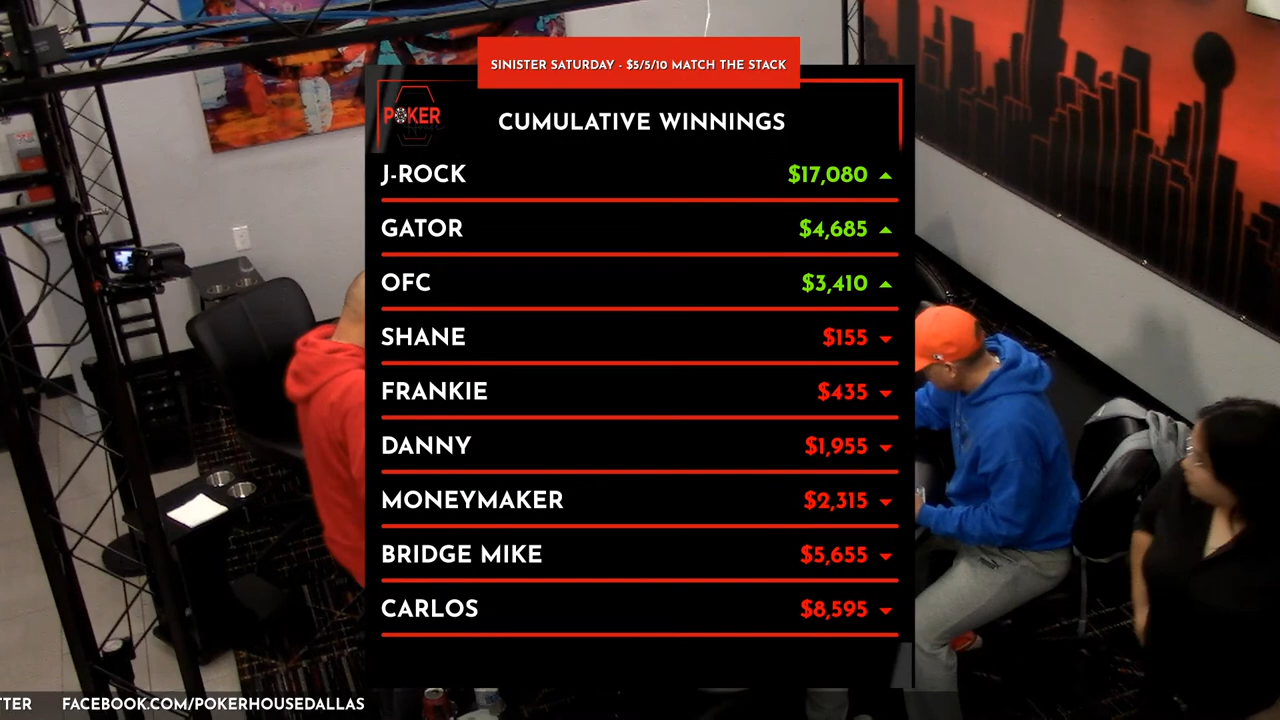 SINISTER SATURDAY - $5/5/10 MATCH THE STACK
POKER
CUMULATIVE WINNINGS
J-ROCK $17,080
GATOR $4,685
OFC $3,410
SHANE $155
FRANKIE $435
DANNY $1,955
MONEYMAKER $2,315
BRIDGE MIKE $5,655
CARLOS $8,595
TTER FACEBOOK.COM/POKERHOUSEDALLAS